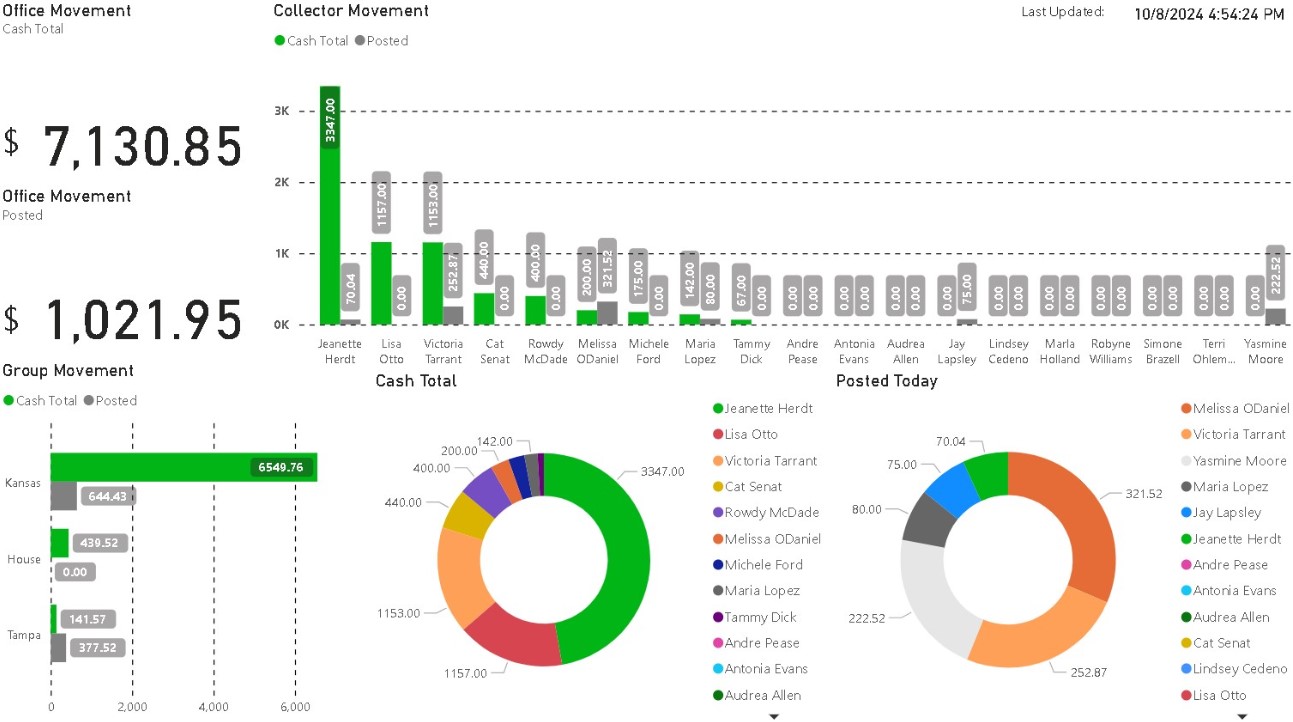 Office Movement
Cash Total
$ 7,130.85
Office Movement
Posted
$ 1,021.95
Group Movement
Cash Total Posted
Kansas
6549.76
644.43
House
439.52
0.00
Tampa
141.57
377.52
0 2,000 4,000 6,000
Collector Movement
Last Updated: 10/8/2024 4:54:24 PM
Cash Total Posted
3K
2K
1K
0K
3347.00 70.04
1157.00 0.00
1153.00 252.87
440.00 0.00
400.00 0.00
200.00 321.52
175.00 0.00
142.00 80.00
67.00 0.00
0.00 0.00
0.00 0.00
0.00 0.00
0.00 75.00
0.00 0.00
0.00 0.00
0.00 0.00
0.00 0.00
0.00 0.00
0.00 222.52
Jeanette Herdt
Lisa Otto
Victoria Tarrant
Cat Senat
Rowdy McDade
Melissa ODaniel
Michele Ford
Maria Lopez
Tammy Dick
Andre Pease
Antonia Evans
Audrea Allen
Jay Lapsley
Lindsey Cedeno
Marla Holland
Robyne Williams
Simone Brazell
Terri Ohlem...
Yasmine Moore
Cash Total
3347.00
1157.00
1153.00
440.00
400.00
200.00
142.00
Jeanette Herdt
Lisa Otto
Victoria Tarrant
Cat Senat
Rowdy McDade
Melissa ODaniel
Michele Ford
Maria Lopez
Tammy Dick
Andre Pease
Antonia Evans
Audrea Allen
Posted Today
321.52
252.87
222.52
80.00
75.00
70.04
Melissa ODaniel
Victoria Tarrant
Yasmine Moore
Maria Lopez
Jay Lapsley
Jeanette Herdt
Andre Pease
Antonia Evans
Audrea Allen
Cat Senat
Lindsey Cedeno
Lisa Otto